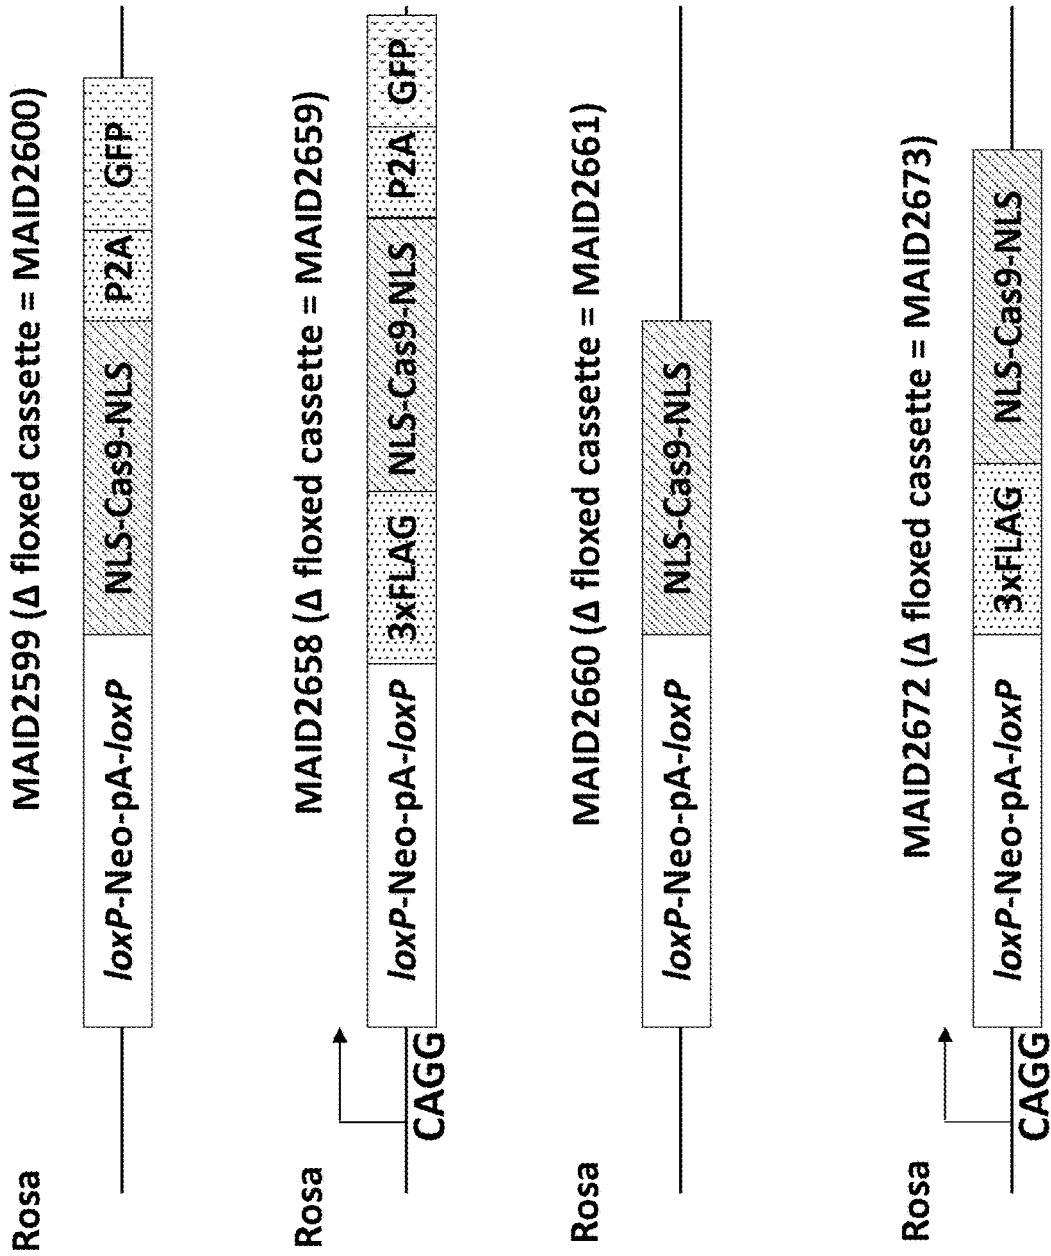 Rosa
MAID2599 (Δ floxed cassette = MAID2600)
loxP-Neo-pA-loxP NLS-Cas9-NLS P2A GFP
Rosa
MAID2658 (Δ floxed cassette = MAID2659)
loxP-Neo-pA-loxP 3xFLAG NLS-Cas9-NLS P2A GFP
CAGG
Rosa
MAID2660 (Δ floxed cassette = MAID2661)
loxP-Neo-pA-loxP NLS-Cas9-NLS
Rosa
MAID2672 (Δ floxed cassette = MAID2673)
loxP-Neo-pA-loxP 3xFLAG NLS-Cas9-NLS
CAGG